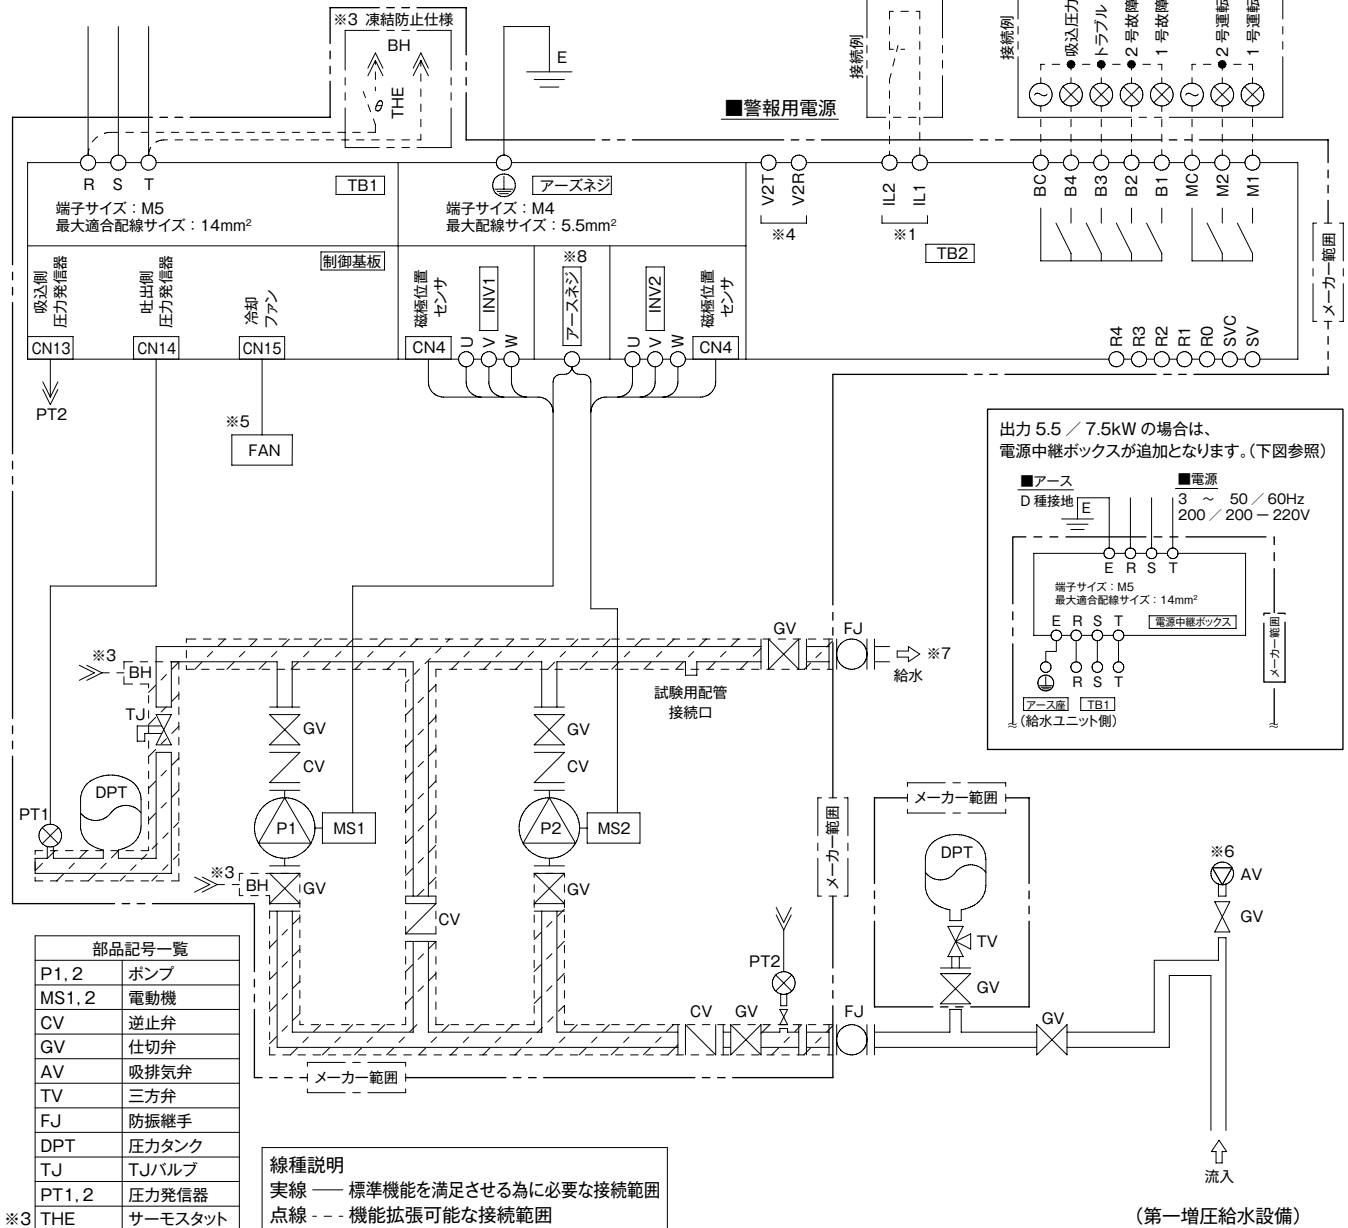 ※3 凍結防止仕様
BH
θ
THE
E
接続例
接続例
吸込圧力
トラブル
2号故障
1号故障
2号運転
1号運転
■警報用電源
R S T
TB1
端子サイズ：M5
最大適合配線サイズ：14mm²
アーズネジ
端子サイズ：M4
最大配線サイズ：5.5mm²
V2T
V2R
※4
IL2
IL1
※1
TB2
BC
B4
B3
B2
B1
MC
M2
M1
メーカー範囲
制御基板
吸込側
圧力発信器
CN13
吐出側
圧力発信器
CN14
冷却
ファン
CN15
磁極位置
センサ
CN4
INV1
U
V
W
※8
アースネジ
INV2
U
V
W
磁極位置
センサ
CN4
R4
R3
R2
R1
R0
SVC
SV
PT2
※5
FAN
出力 5.5／7.5kW の場合は、
電源中継ボックスが追加となります。(下図参照)
■アース
D 種接地
E
■電源
3 ～ 50／60Hz
200／200－220V
E R S T
端子サイズ：M5
最大適合配線サイズ：14mm²
E R S T
電源中継ボックス
R S T
アース座
TB1
(給水ユニット側)
メーカー範囲
※3
BH
TJ
GV
FJ
※7
給水
試験用配管
接続口
GV
CV
GV
CV
DPT
PT1
P1
MS1
P2
MS2
※3
BH
GV
GV
CV
メーカー範囲
メーカー範囲
DPT
TV
GV
※6
AV
GV
PT2
CV
GV
FJ
GV
メーカー範囲
流入
(第一増圧給水設備)
部品記号一覧
P1, 2 ポンプ
MS1, 2 電動機
CV 逆止弁
GV 仕切弁
AV 吸排気弁
TV 三方弁
FJ 防振継手
DPT 圧力タンク
TJ TJバルブ
PT1, 2 圧力発信器
※3 THE サーモスタット
線種説明
実線 ── 標準機能を満足させる為に必要な接続範囲
点線 - - - 機能拡張可能な接続範囲